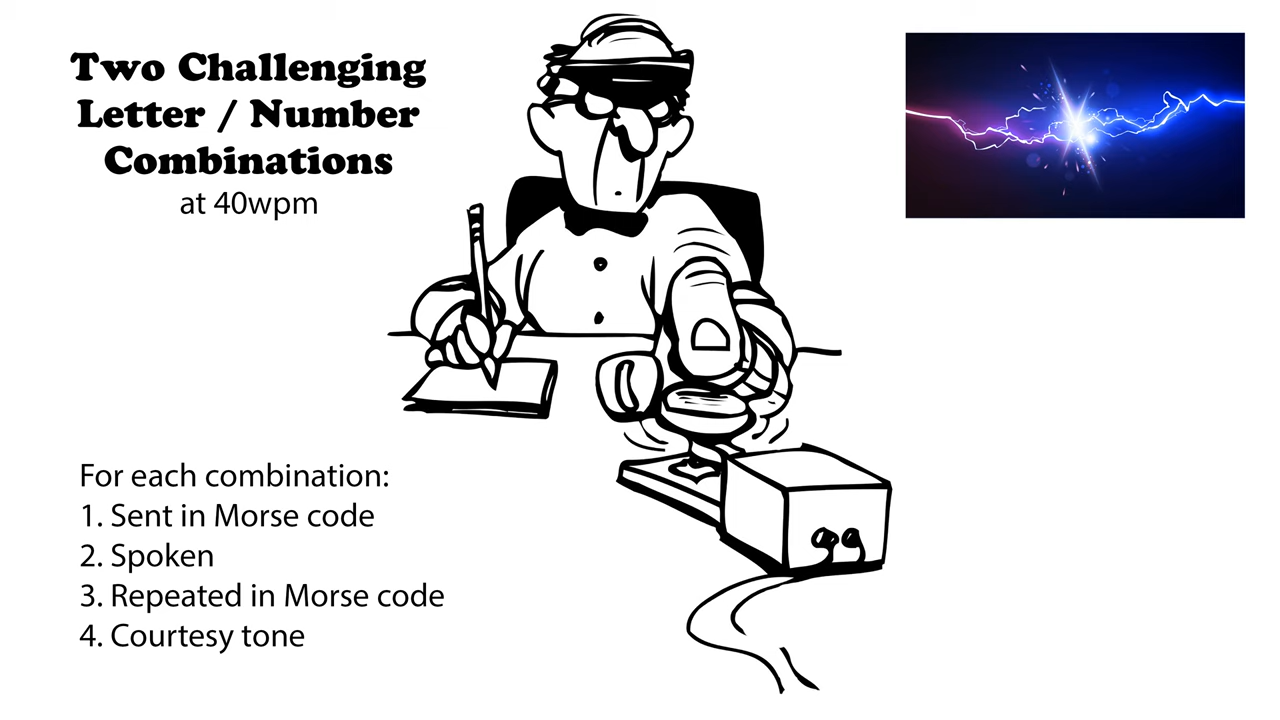 Two Challenging
Letter / Number
Combinations
at 40wpm
For each combination:
1. Sent in Morse code
2. Spoken
3. Repeated in Morse code
4. Courtesy tone